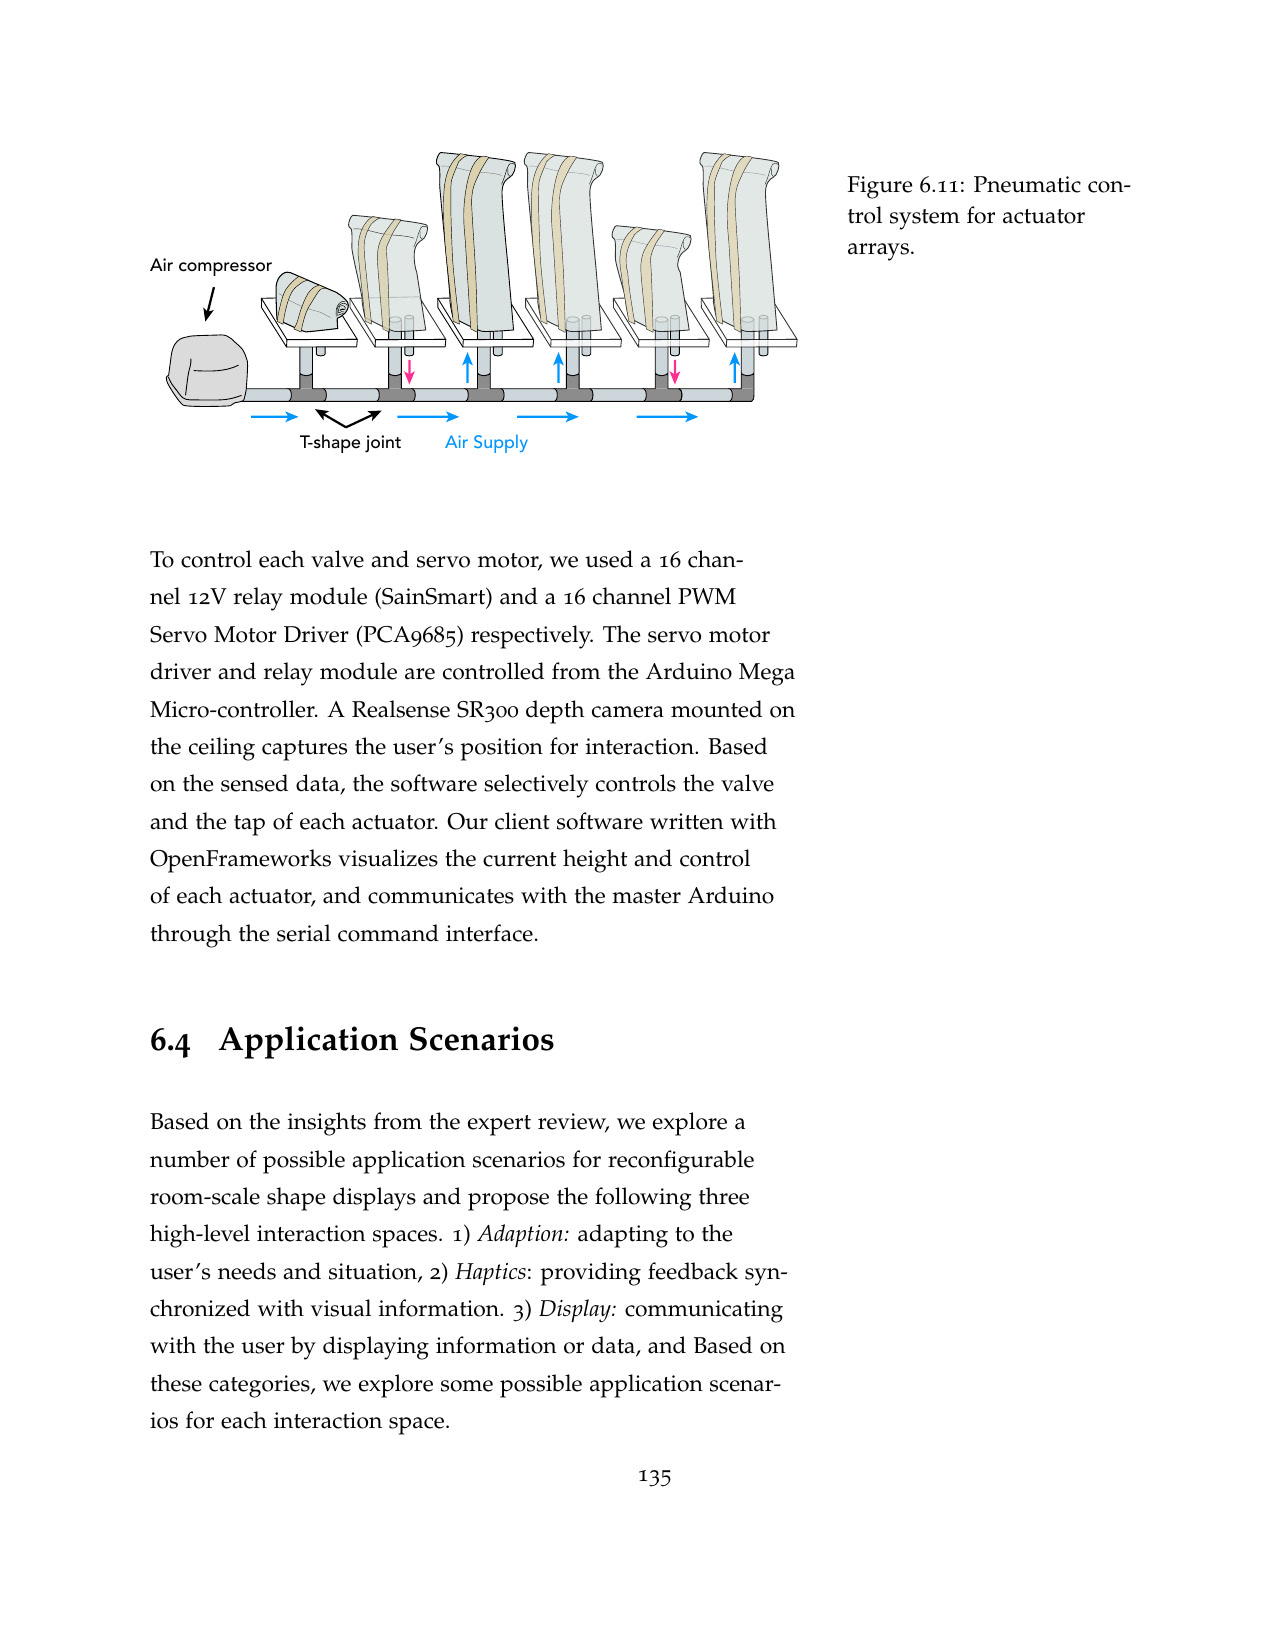 Air compressor
T-shape joint
Air Supply
Figure 6.11: Pneumatic con-
trol system for actuator
arrays.
To control each valve and servo motor, we used a 16 chan-
nel 12V relay module (SainSmart) and a 16 channel PWM
Servo Motor Driver (PCA9685) respectively. The servo motor
driver and relay module are controlled from the Arduino Mega
Micro-controller. A Realsense SR300 depth camera mounted on
the ceiling captures the user's position for interaction. Based
on the sensed data, the software selectively controls the valve
and the tap of each actuator. Our client software written with
OpenFrameworks visualizes the current height and control
of each actuator, and communicates with the master Arduino
through the serial command interface.
6.4 Application Scenarios
Based on the insights from the expert review, we explore a
number of possible application scenarios for reconfigurable
room-scale shape displays and propose the following three
high-level interaction spaces. 1) Adaption: adapting to the
user's needs and situation, 2) Haptics: providing feedback syn-
chronized with visual information. 3) Display: communicating
with the user by displaying information or data, and Based on
these categories, we explore some possible application scenar-
ios for each interaction space.
135